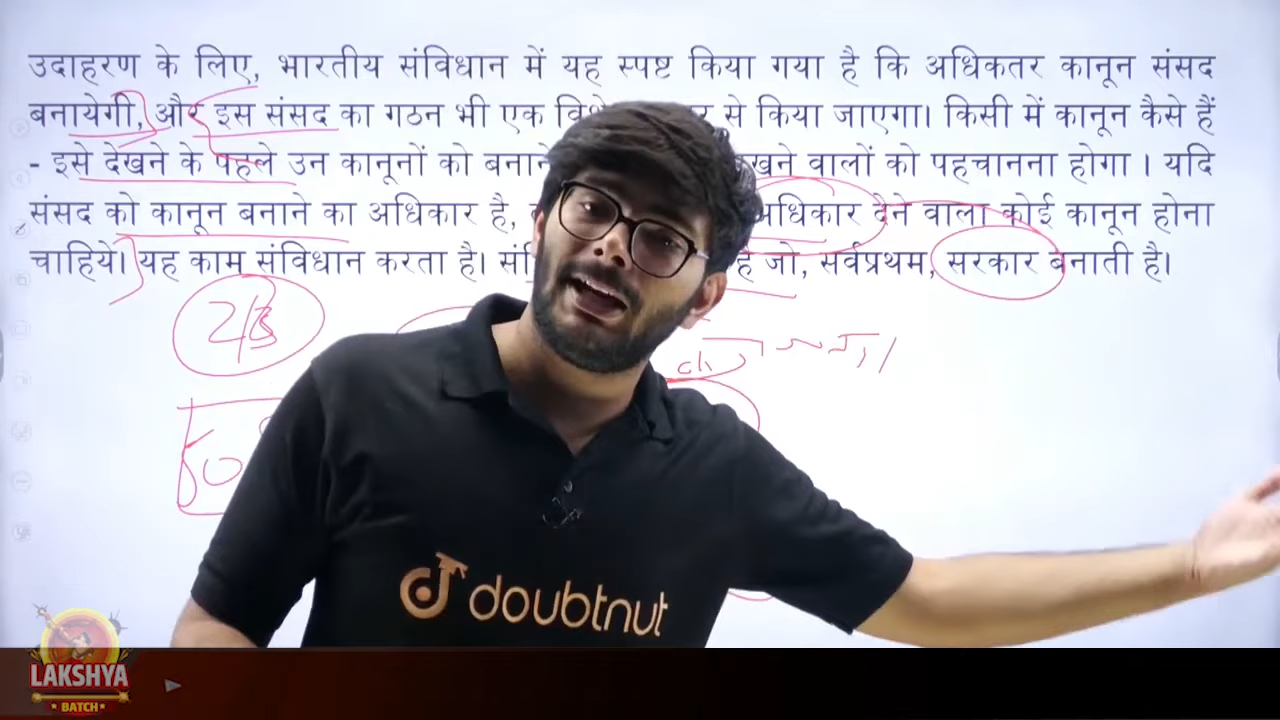 उदाहरण के लिए, भारतीय संविधान में यह स्पष्ट किया गया है कि अधिकतर कानून संसद
बनायेगी, और इस संसद का गठन भी एक से किया जाएगा। किसी में कानून कैसे हैं
- इसे देखने के पहले उन कानूनों को बनाने वालों को पहचानना होगा । यदि
संसद को कानून बनाने का अधिकार है, अधिकार देने वाला कोई कानून होना
चाहिये। यह काम संविधान करता है। है जो, सर्वप्रथम, सरकार बनाती है।
doubtnut
LAKSHYA
BATCH